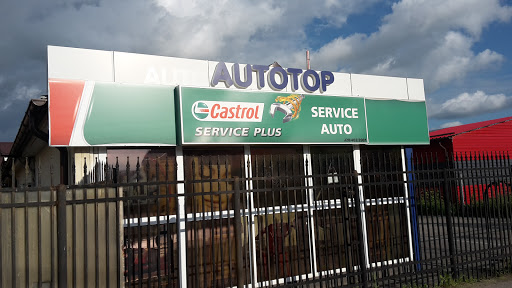 AUTOTOP
Castrol
SERVICE PLUS
SERVICE
AUTO